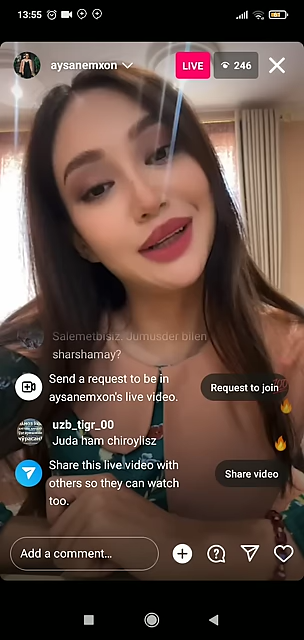 13:55
aysanemxon
LIVE
246
Salemetbisiz. Jumusder bilen
sharshamay?
Send a request to be in
aysanemxon's live video.
Request to join
uzb_tigr_00
Juda ham chiroylisz
Share this live video with
others so they can watch
too.
Share video
Add a comment...